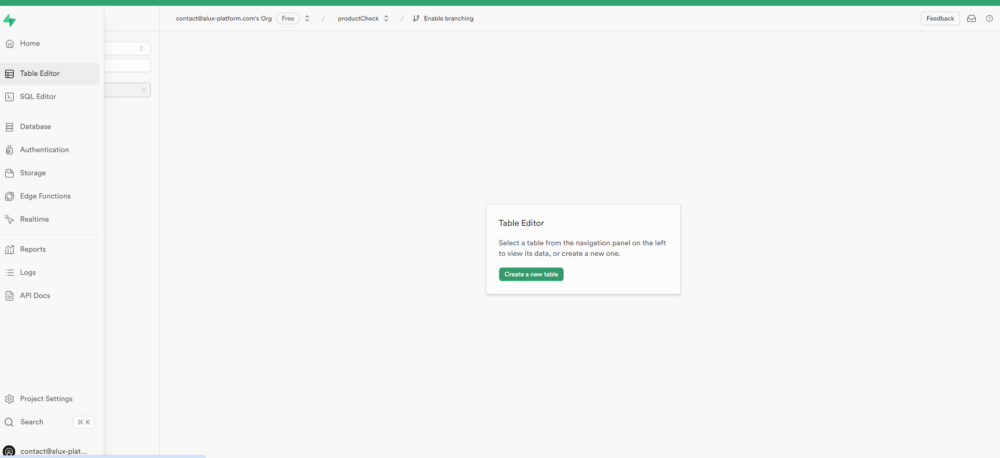 contact@alux-platform.com's Org Free / productCheck / Enable branching Feedback
Home
Table Editor
SQL Editor
Database
Authentication
Storage
Edge Functions
Realtime
Reports
Logs
API Docs
Project Settings
Search ⌘ K
contact@alux-plat...
Table Editor
Select a table from the navigation panel on the left
to view its data, or create a new one.
Create a new table